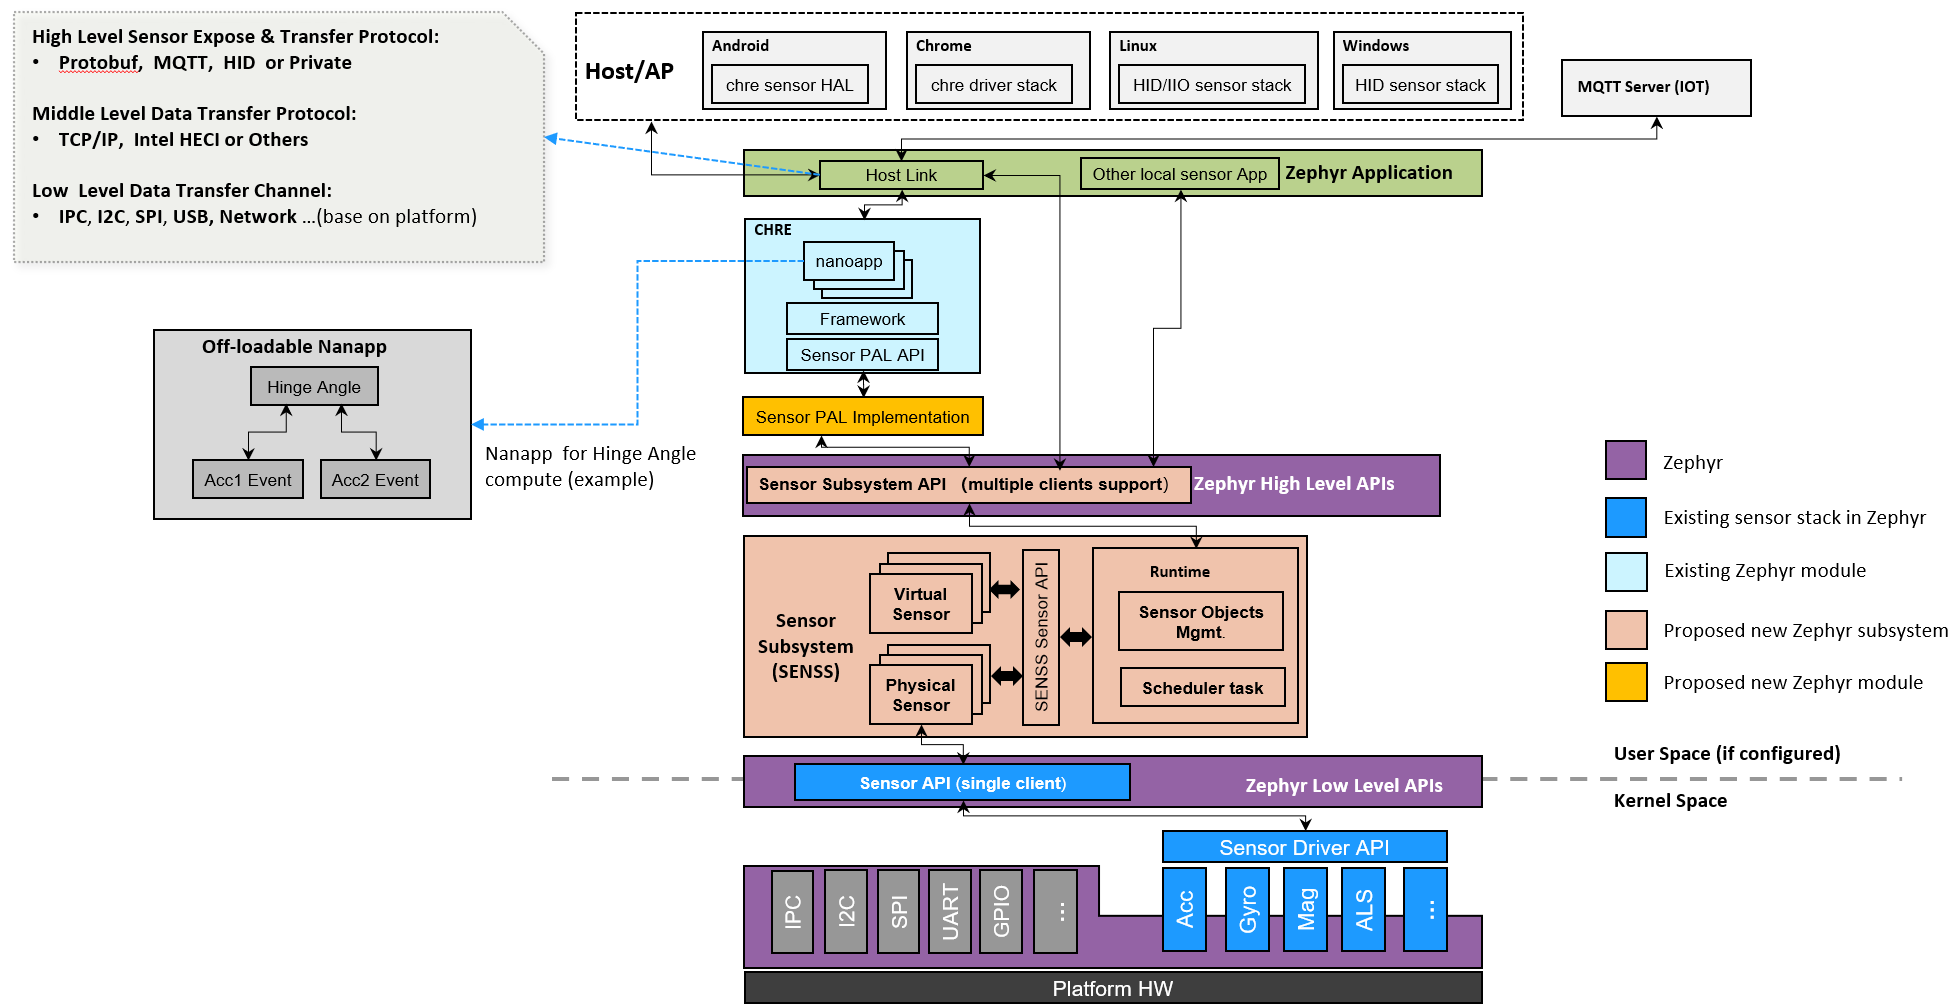 High Level Sensor Expose & Transfer Protocol:
• Protobuf, MQTT, HID or Private
Middle Level Data Transfer Protocol:
• TCP/IP, Intel HECI or Others
Low Level Data Transfer Channel:
• IPC, I2C, SPI, USB, Network ...(base on platform)
Host/AP
Android
chre sensor HAL
Chrome
chre driver stack
Linux
HID/IIO sensor stack
Windows
HID sensor stack
MQTT Server (IOT)
Host Link
Other local sensor App
Zephyr Application
CHRE
nanoapp
Framework
Sensor PAL API
Off-loadable Nanapp
Hinge Angle
Acc1 Event
Acc2 Event
Nanapp for Hinge Angle
compute (example)
Sensor PAL Implementation
Sensor Subsystem API (multiple clients support)
Zephyr High Level APIs
Sensor
Subsystem
(SENSS)
Virtual
Sensor
Physical
Sensor
SENSS Sensor API
Runtime
Sensor Objects
Mgmt.
Scheduler task
Sensor API (single client)
Zephyr Low Level APIs
Zephyr
Existing sensor stack in Zephyr
Existing Zephyr module
Proposed new Zephyr subsystem
Proposed new Zephyr module
User Space (if configured)
Kernel Space
Sensor Driver API
IPC
I2C
SPI
UART
GPIO
...
Acc
Gyro
Mag
ALS
...
Platform HW